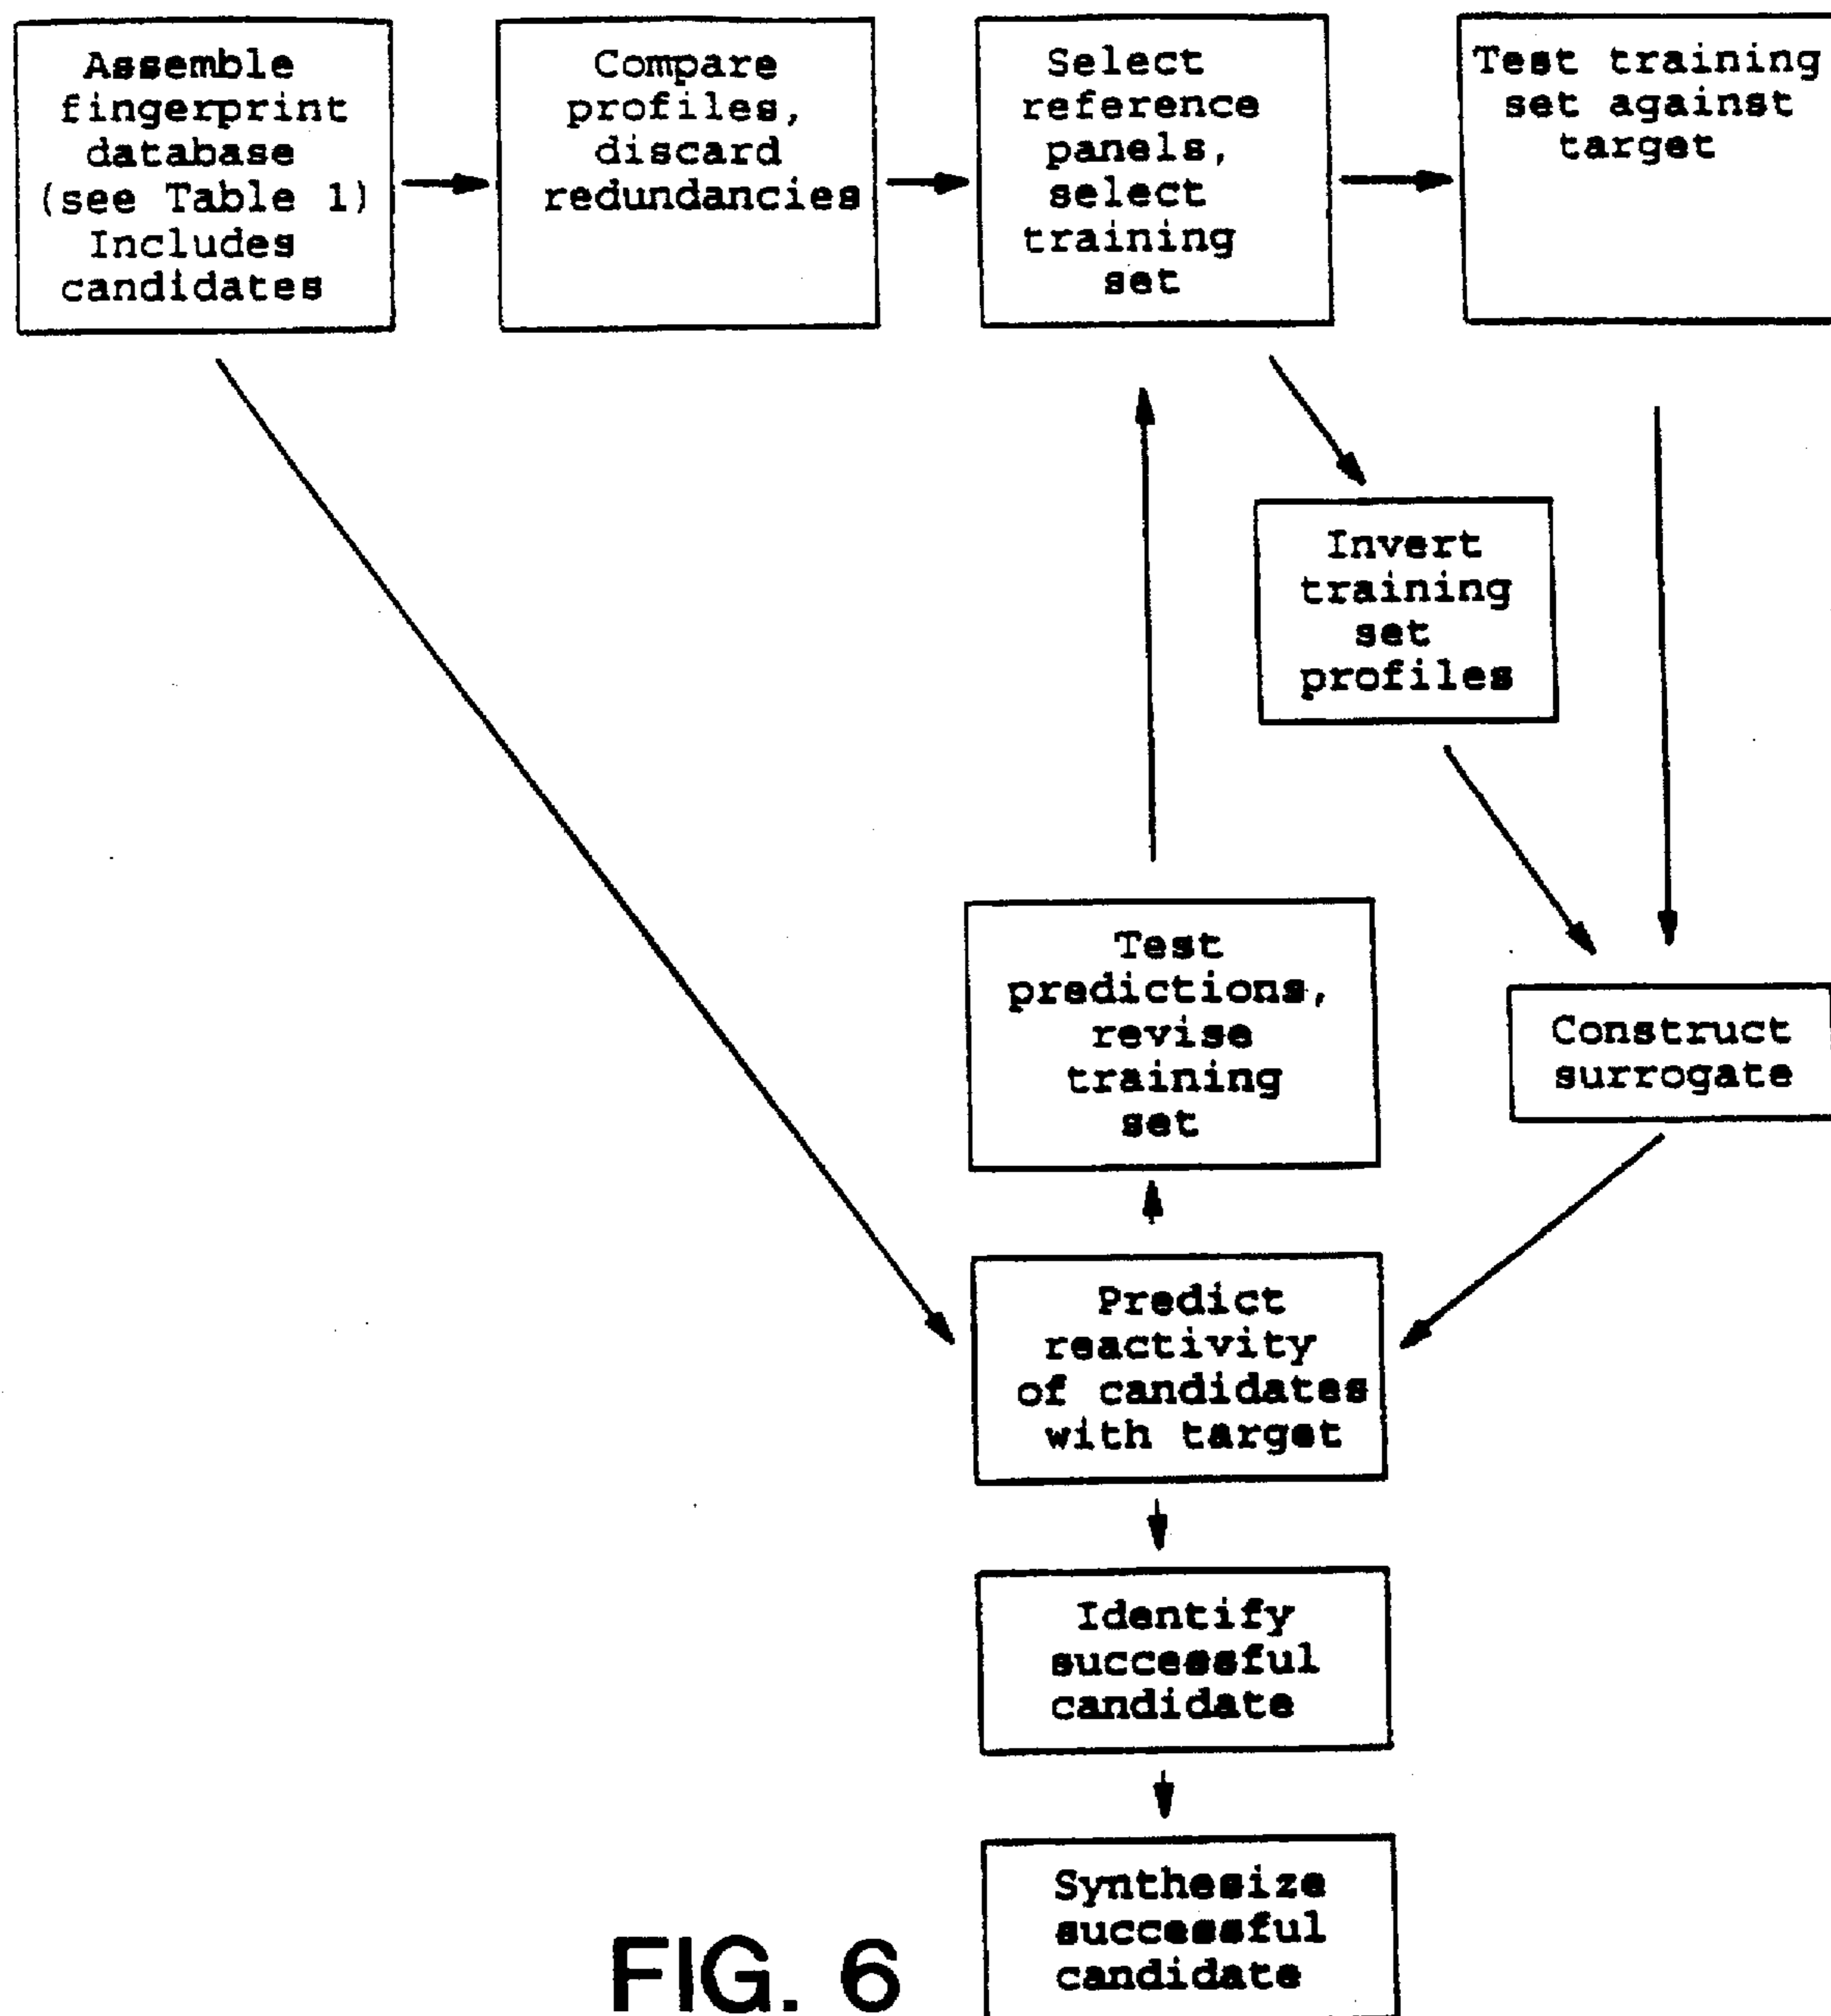 Assemble
fingerprint
database
(see Table 1)
Includes
candidates
Compare
profiles,
discard
redundancies
Select
reference
panels,
select
training
set
Test training
set against
target
Invert
training
set
profiles
Test
predictions,
revise
training
set
Construct
surrogate
Predict
reactivity
of candidates
with target
Identify
successful
candidate
Synthesize
successful
candidate
FIG. 6